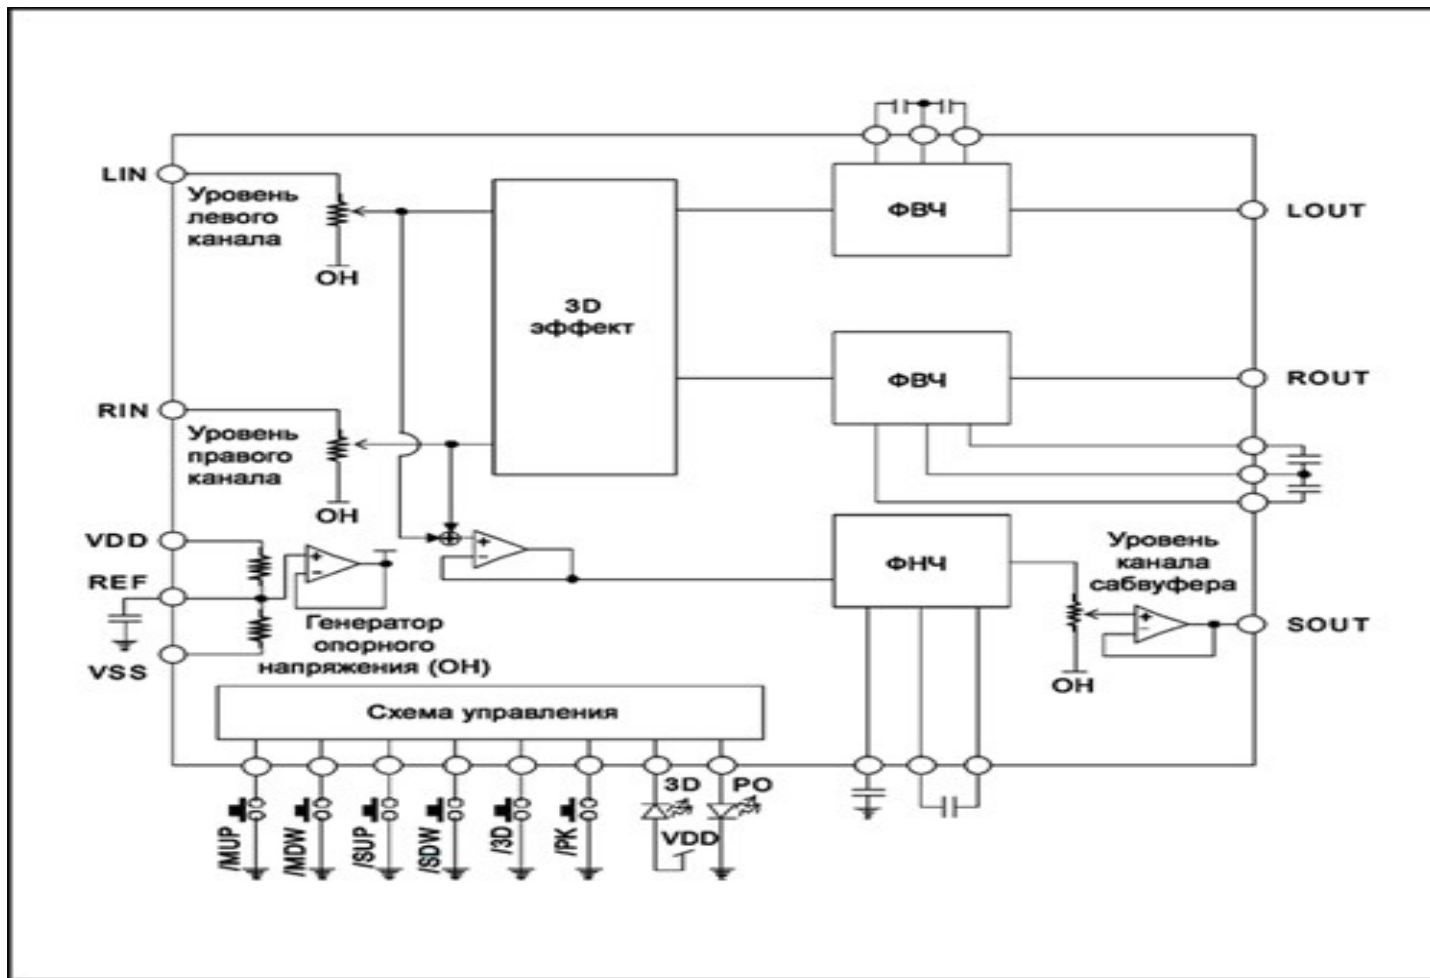 LIN
Уровень
левого
канала
ОН
3D
эффект
ФВЧ
LOUT
ФВЧ
ROUT
RIN
Уровень
правого
канала
ОН
VDD
REF
VSS
Генератор
опорного
напряжения (ОН)
ФНЧ
Уровень
канала
сабвуфера
SOUT
ОН
Схема управления
/MUP
/MDW
/SUP
/SDW
/3D
/PK
3D
VDD
PO